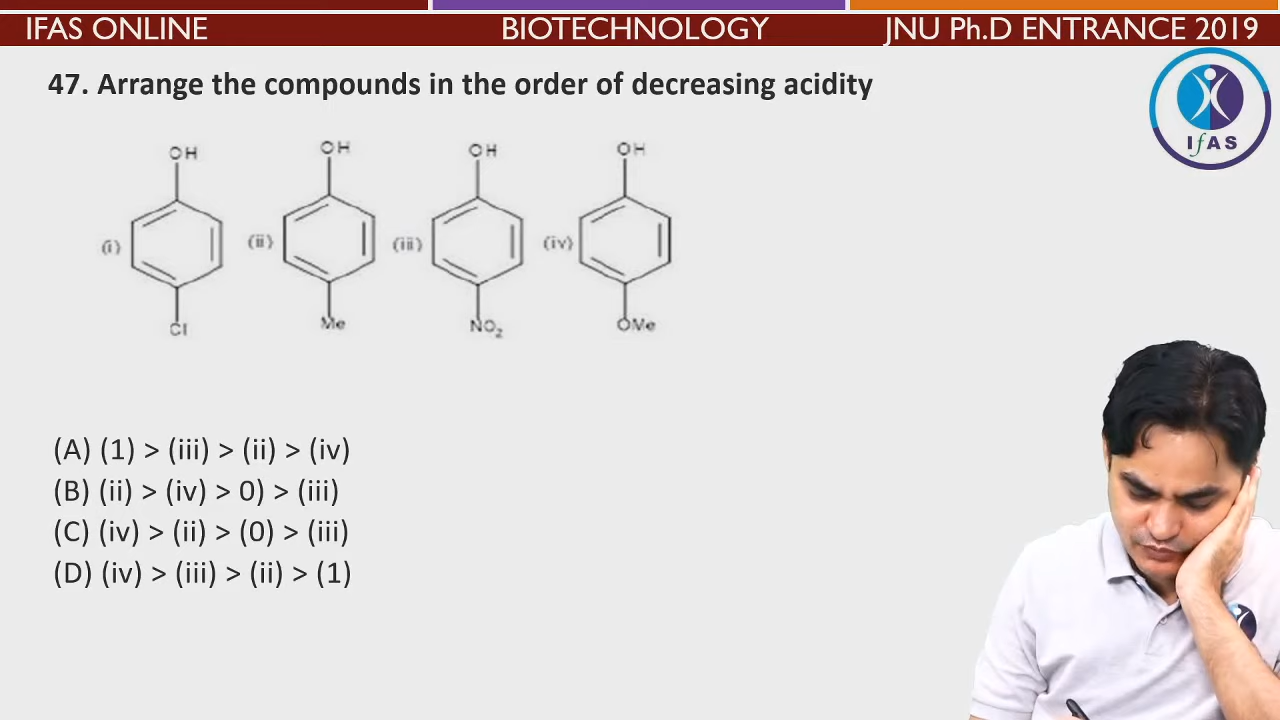 IFAS ONLINE
BIOTECHNOLOGY
JNU Ph.D ENTRANCE 2019
IfAS
47. Arrange the compounds in the order of decreasing acidity
OH OH OH OH
(i) (ii) (iii) (iv)
Cl Me NO₂ OMe
(A) (1) > (iii) > (ii) > (iv)
(B) (ii) > (iv) > 0) > (iii)
(C) (iv) > (ii) > (0) > (iii)
(D) (iv) > (iii) > (ii) > (1)